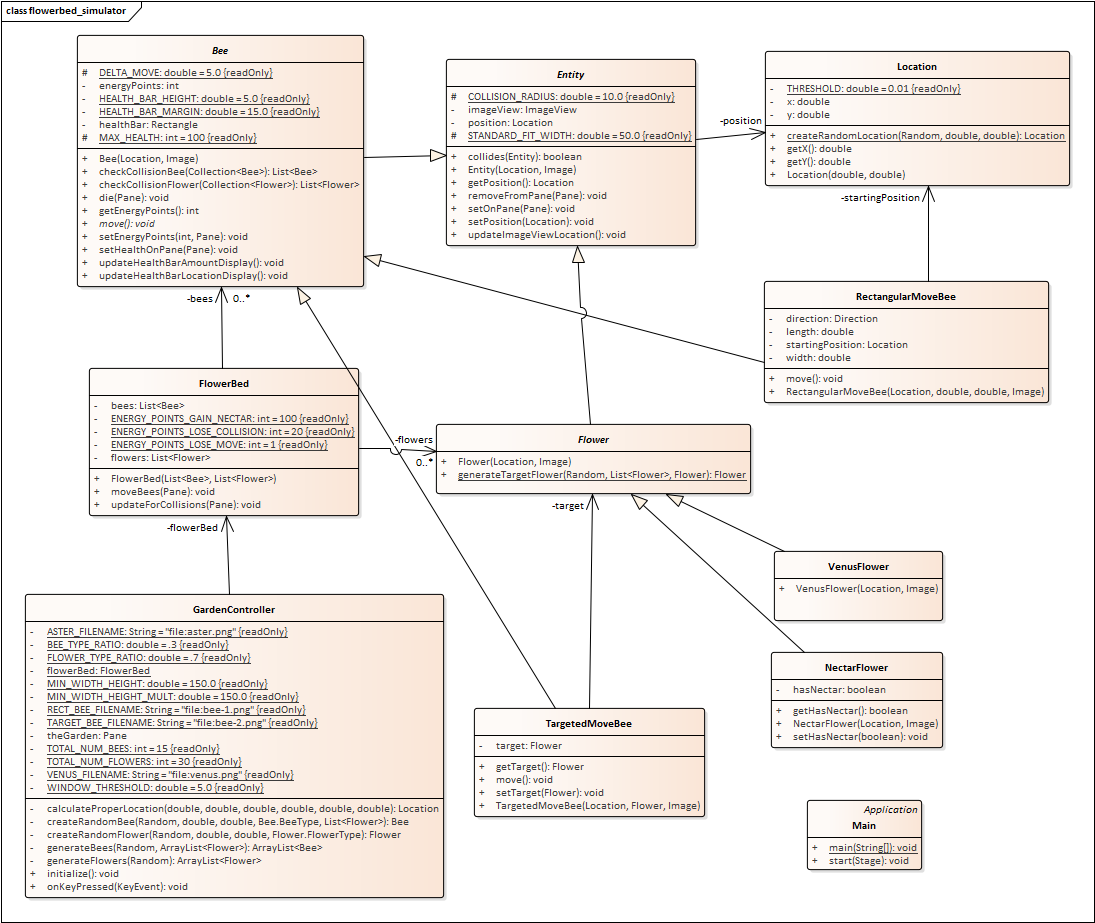 class flowerbed_simulator
Bee
# DELTA_MOVE: double = 5.0 {readOnly}
- energyPoints: int
- HEALTH_BAR_HEIGHT: double = 5.0 {readOnly}
- HEALTH_BAR_MARGIN: double = 15.0 {readOnly}
- healthBar: Rectangle
# MAX_HEALTH: int = 100 {readOnly}
+ Bee(Location, Image)
+ checkCollisionBee(Collection<Bee>): List<Bee>
+ checkCollisionFlower(Collection<Flower>): List<Flower>
+ die(Pane): void
+ getEnergyPoints(): int
+ move(): void
+ setEnergyPoints(int, Pane): void
+ setHealthOnPane(Pane): void
+ updateHealthBarAmountDisplay(): void
+ updateHealthBarLocationDisplay(): void
Entity
# COLLISION_RADIUS: double = 10.0 {readOnly}
- imageView: ImageView
- position: Location
# STANDARD_FIT_WIDTH: double = 50.0 {readOnly}
+ collides(Entity): boolean
+ Entity(Location, Image)
+ getPosition(): Location
+ removeFromPane(Pane): void
+ setOnPane(Pane): void
+ setPosition(Location): void
+ updateImageViewLocation(): void
-position
Location
- THRESHOLD: double = 0.01 {readOnly}
- x: double
- y: double
+ createRandomLocation(Random, double, double): Location
+ getX(): double
+ getY(): double
+ Location(double, double)
-startingPosition
RectangularMoveBee
- direction: Direction
- length: double
- startingPosition: Location
- width: double
+ move(): void
+ RectangularMoveBee(Location, double, double, Image)
-bees 0..*
FlowerBed
- bees: List<Bee>
- ENERGY_POINTS_GAIN_NECTAR: int = 100 {readOnly}
- ENERGY_POINTS_LOSE_COLLISION: int = 20 {readOnly}
- ENERGY_POINTS_LOSE_MOVE: int = 1 {readOnly}
- flowers: List<Flower>
+ FlowerBed(List<Bee>, List<Flower>)
+ moveBees(Pane): void
+ updateForCollisions(Pane): void
-flowers
0..*
Flower
+ Flower(Location, Image)
+ generateTargetFlower(Random, List<Flower>, Flower): Flower
-flowerBed
-target
VenusFlower
+ VenusFlower(Location, Image)
GardenController
- ASTER_FILENAME: String = "file:aster.png" {readOnly}
- BEE_TYPE_RATIO: double = .3 {readOnly}
- FLOWER_TYPE_RATIO: double = .7 {readOnly}
- flowerBed: FlowerBed
- MIN_WIDTH_HEIGHT: double = 150.0 {readOnly}
- MIN_WIDTH_HEIGHT_MULT: double = 150.0 {readOnly}
- RECT_BEE_FILENAME: String = "file:bee-1.png" {readOnly}
- TARGET_BEE_FILENAME: String = "file:bee-2.png" {readOnly}
- theGarden: Pane
- TOTAL_NUM_BEES: int = 15 {readOnly}
- TOTAL_NUM_FLOWERS: int = 30 {readOnly}
- VENUS_FILENAME: String = "file:venus.png" {readOnly}
- WINDOW_THRESHOLD: double = 5.0 {readOnly}
- calculateProperLocation(double, double, double, double, double, double): Location
- createRandomBee(Random, double, double, Bee.BeeType, List<Flower>): Bee
- createRandomFlower(Random, double, double, Flower.FlowerType): Flower
- generateBees(Random, ArrayList<Flower>): ArrayList<Bee>
- generateFlowers(Random): ArrayList<Flower>
+ initialize(): void
+ onKeyPressed(KeyEvent): void
NectarFlower
- hasNectar: boolean
+ getHasNectar(): boolean
+ NectarFlower(Location, Image)
+ setHasNectar(boolean): void
TargetedMoveBee
- target: Flower
+ getTarget(): Flower
+ move(): void
+ setTarget(Flower): void
+ TargetedMoveBee(Location, Flower, Image)
Application
Main
+ main(String[]): void
+ start(Stage): void